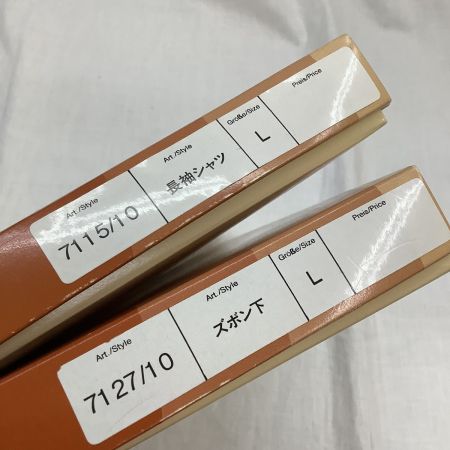 Art./Style
7115/10
Art./Style
長袖シャツ
Größe/Size
L
Preis/Price
Art./Style
7127/10
Art./Style
ズボン下
Größe/Size
L
Preis/Price